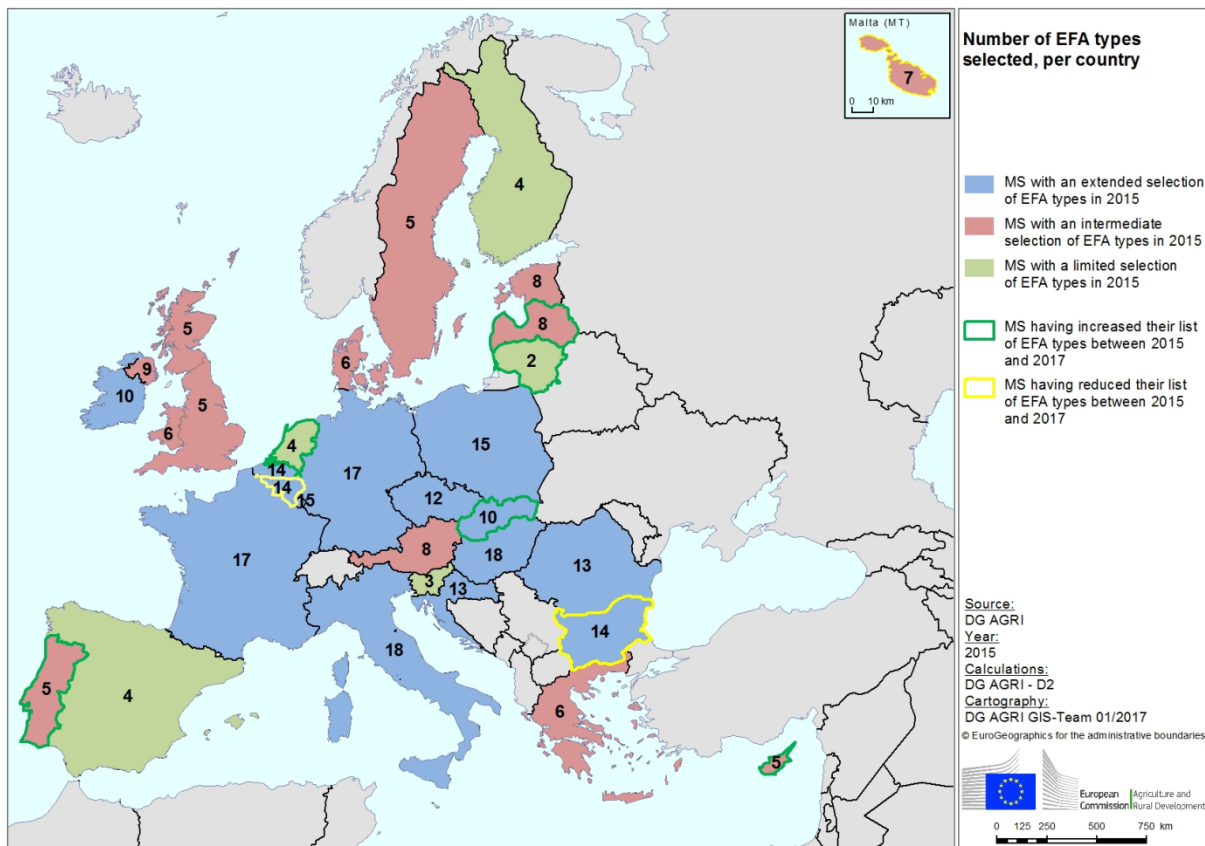 Malta (MT)
7
0 10 km
4
5
8
8
2
6
5
9
10
5
6
4
14
14
15
17
15
12
10
17
8
18
13
3
13
14
18
5
4
6
5
Number of EFA types
selected, per country
MS with an extended selection
of EFA types in 2015
MS with an intermediate
selection of EFA types in 2015
MS with a limited selection
of EFA types in 2015
MS having increased their list
of EFA types between 2015
and 2017
MS having reduced their list
of EFA types between 2015
and 2017
Source:
DG AGRI
Year:
2015
Calculations:
DG AGRI - D2
Cartography:
DG AGRI GIS-Team 01/2017
© EuroGeographics for the administrative boundaries
European
Commission
Agriculture and
Rural Development
0 125 250 500 750 km